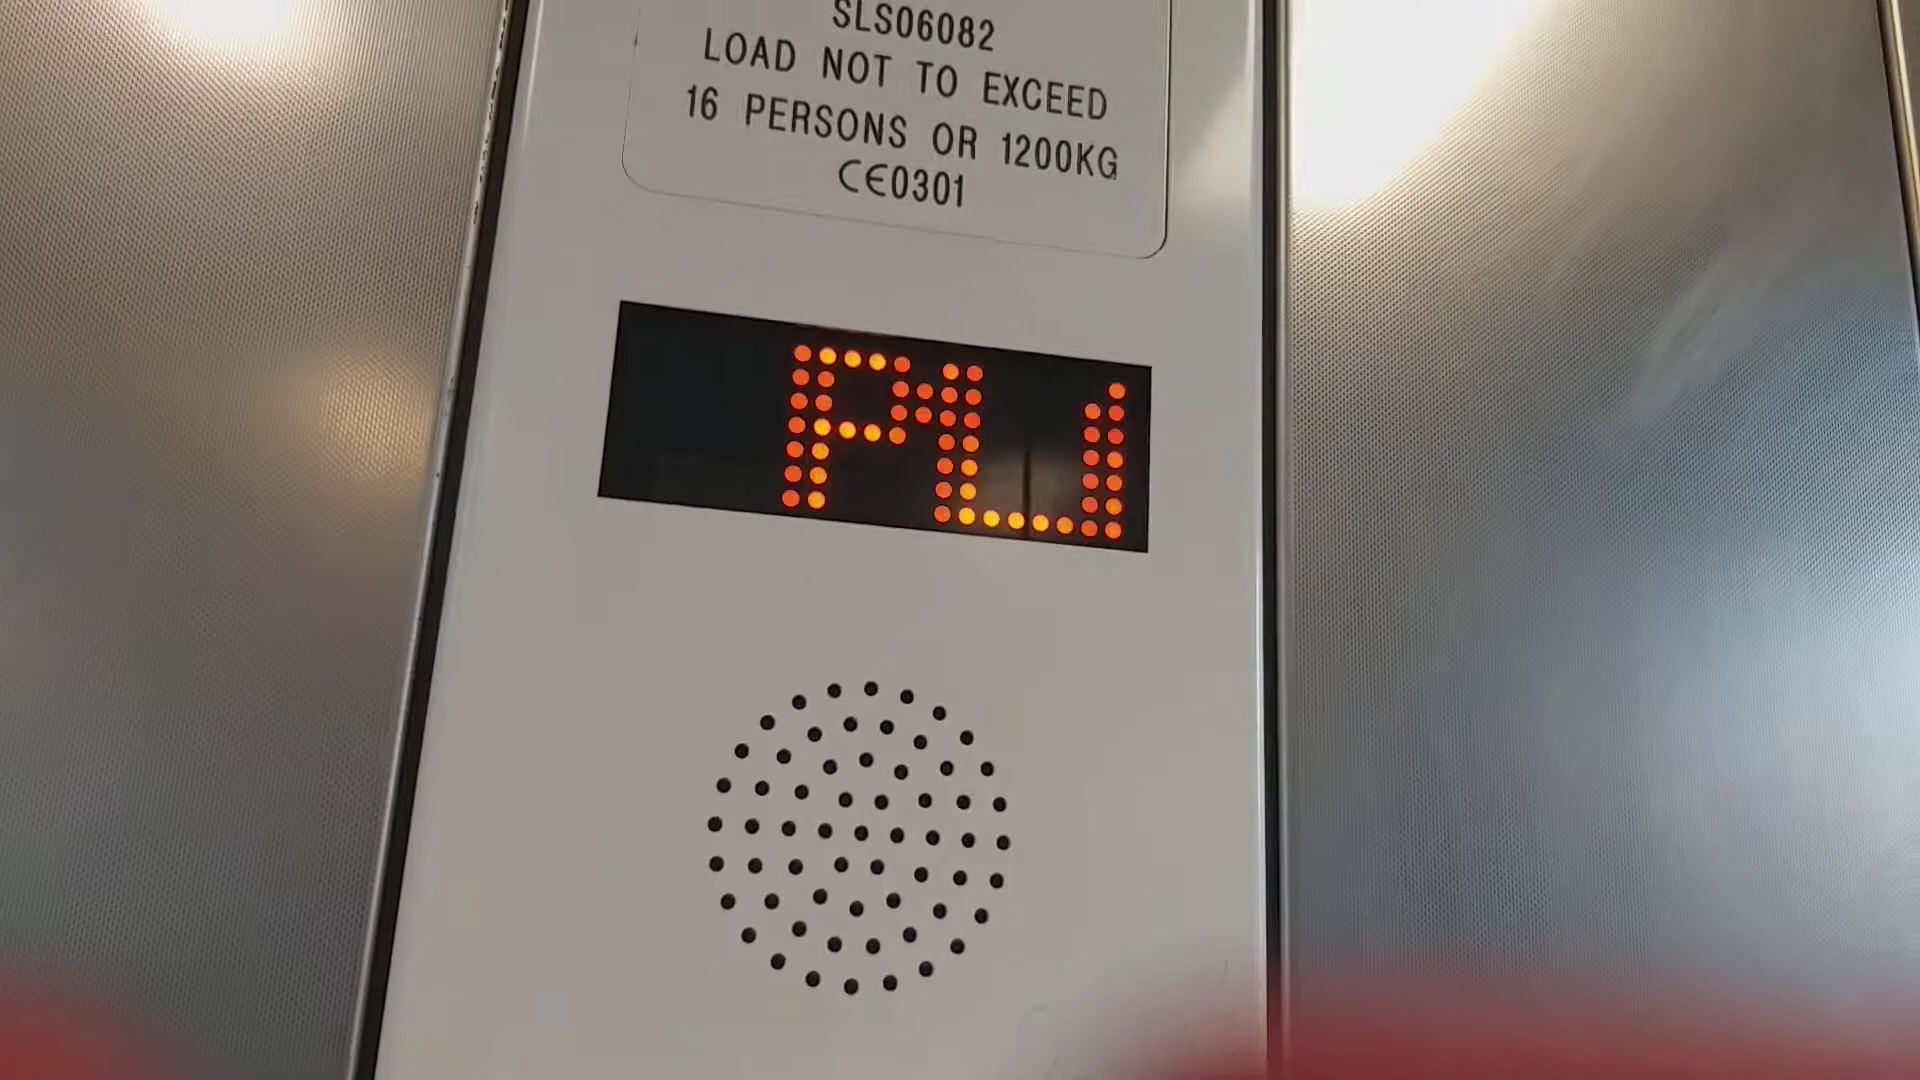 SLS06082
LOAD NOT TO EXCEED
16 PERSONS OR 1200KG
CE0301